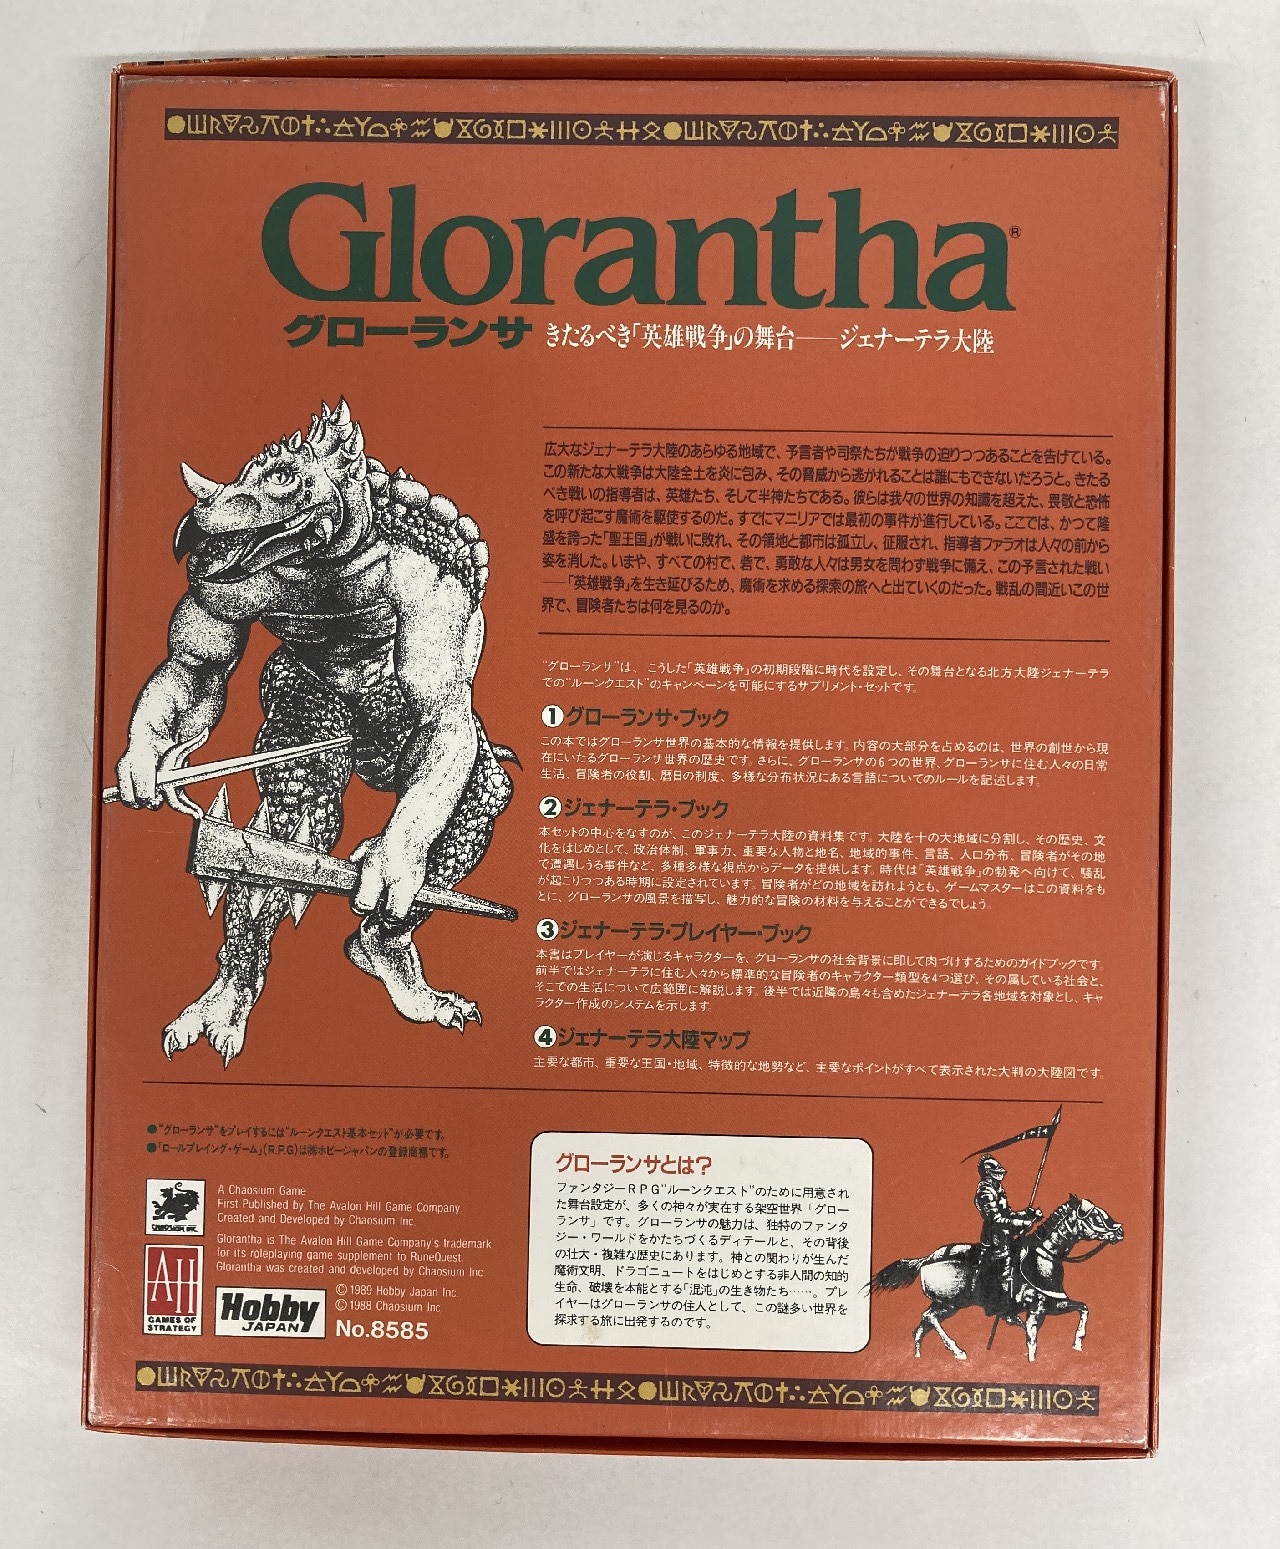 Glorantha®
グローランサ きたるべき「英雄戦争」の舞台──ジェナーテラ大陸
広大なジェナーテラ大陸のあらゆる地域で、予言者や司祭たちが戦争の迫りつつあることを告げている。
この新たな大戦争は大陸全土を炎に包み、その脅威から逃がれることは誰にもできないだろうと。きたる
べき戦いの指導者は、英雄たち、そして半神たちである。彼らは我々の世界の知識を超えた、畏敬と恐怖
を呼び起こす魔術を駆使するのだ。すでにマニリアでは最初の事件が進行している。ここでは、かつて隆
盛を誇った「聖王国」が戦いに敗れ、その領地と都市は孤立し、征服され、指導者ファラオは人々の前から
姿を消した。いまや、すべての村で、砦で、勇敢な人々は男女を問わず戦争に備え、この予言された戦い
──「英雄戦争」を生き延びるため、魔術を求める探索の旅へと出ていくのだった。戦乱の間近いこの世
界で、冒険者たちは何を見るのか。
“グローランサ”は、こうした「英雄戦争」の初期段階に時代を設定し、その舞台となる北方大陸ジェナーテラ
での“ルーンクエスト”のキャンペーンを可能にするサプリメント・セットです。
1 グローランサ・ブック
この本ではグローランサ世界の基本的な情報を提供します。内容の大部分を占めるのは、世界の創世から現
在にいたるグローランサ世界の歴史です。さらに、グローランサの6つの世界、グローランサに住む人々の日常
生活、冒険者の役割、暦日の制度、多様な分布状況にある言語についてのルールを記述します。
2 ジェナーテラ・ブック
本セットの中心をなすのが、このジェナーテラ大陸の資料集です。大陸を十の大地域に分割し、その歴史、文
化をはじめとして、政治体制、軍事力、重要な人物と地名、地域的事件、言語、人口分布、冒険者がその地
で遭遇しうる事件など、多種多様な視点からデータを提供します。時代は「英雄戦争」の勃発へ向けて、騒乱
が起こりつつある時期に設定されています。冒険者がどの地域を訪れようとも、ゲームマスターはこの資料をも
とに、グローランサの風景を描写し、魅力的な冒険の材料を与えることができるでしょう。
3 ジェナーテラ・プレイヤー・ブック
本書はプレイヤーが演じるキャラクターを、グローランサの社会背景に即して肉づけするためのガイドブックです。
前半ではジェナーテラに住む人々から標準的な冒険者のキャラクター類型を4つ選び、その属している社会と、
そこでの生活について広範囲に解説します。後半では近隣の島々も含めたジェナーテラ各地域を対象とし、キャ
ラクター作成のシステムを示します。
4 ジェナーテラ大陸マップ
主要な都市、重要な王国・地域、特徴的な地勢など、主要なポイントがすべて表示された大判の大陸図です。
●“グローランサ”をプレイするには“ルーンクエスト基本セット”が必要です。
●「ロールプレイング・ゲーム」(R.P.G)は㈱ホビージャパンの登録商標です。
CHAOSIUM INC.
A Chaosium Game
First Published by The Avalon Hill Game Company.
Created and Developed by Chaosium Inc.
Glorantha is The Avalon Hill Game Company's trademark
for its roleplaying game supplement to RuneQuest.
Glorantha was created and developed by Chaosium Inc.
AH
GAMES OF
STRATEGY
Hobby
JAPAN
© 1989 Hobby Japan Inc.
© 1988 Chaosium Inc.
No.8585
グローランサとは？
ファンタジーRPG“ルーンクエスト”のために用意され
た舞台設定が、多くの神々が実在する架空世界「グロー
ランサ」です。グローランサの魅力は、独特のファンタ
ジー・ワールドをかたちづくるディテールと、その背後
の壮大・複雑な歴史にあります。神との関わりが生んだ
魔術文明、ドラゴニュートをはじめとする非人間の知的
生命、破壊を本能とする「混沌」の生き物たち……。プレ
イヤーはグローランサの住人として、この謎多い世界を
探求する旅に出発するのです。